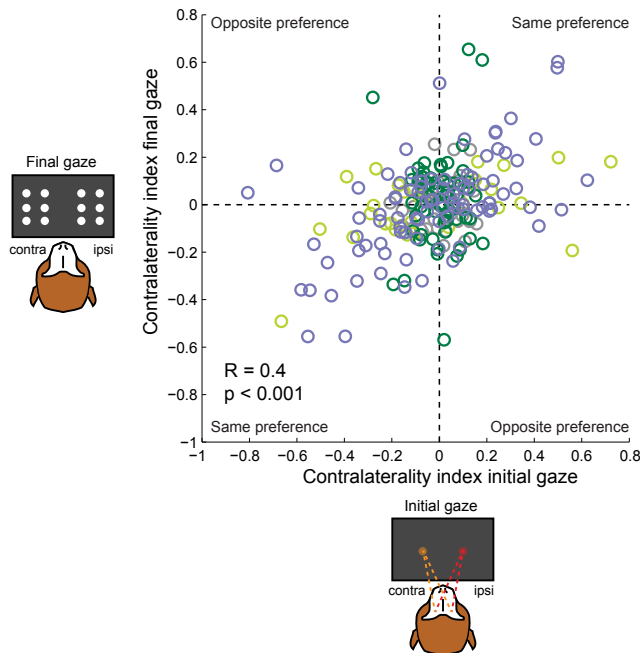 Opposite preference
Same preference
0.8
0.6
0.4
0.2
0
−0.2
−0.4
−0.6
−0.8
−1
Contralaterality index final gaze
Final gaze
contra
ipsi
R = 0.4
p < 0.001
Same preference
Opposite preference
−1
−0.8
−0.6
−0.4
−0.2
0
0.2
0.4
0.6
0.8
Contralaterality index initial gaze
Initial gaze
contra
ipsi